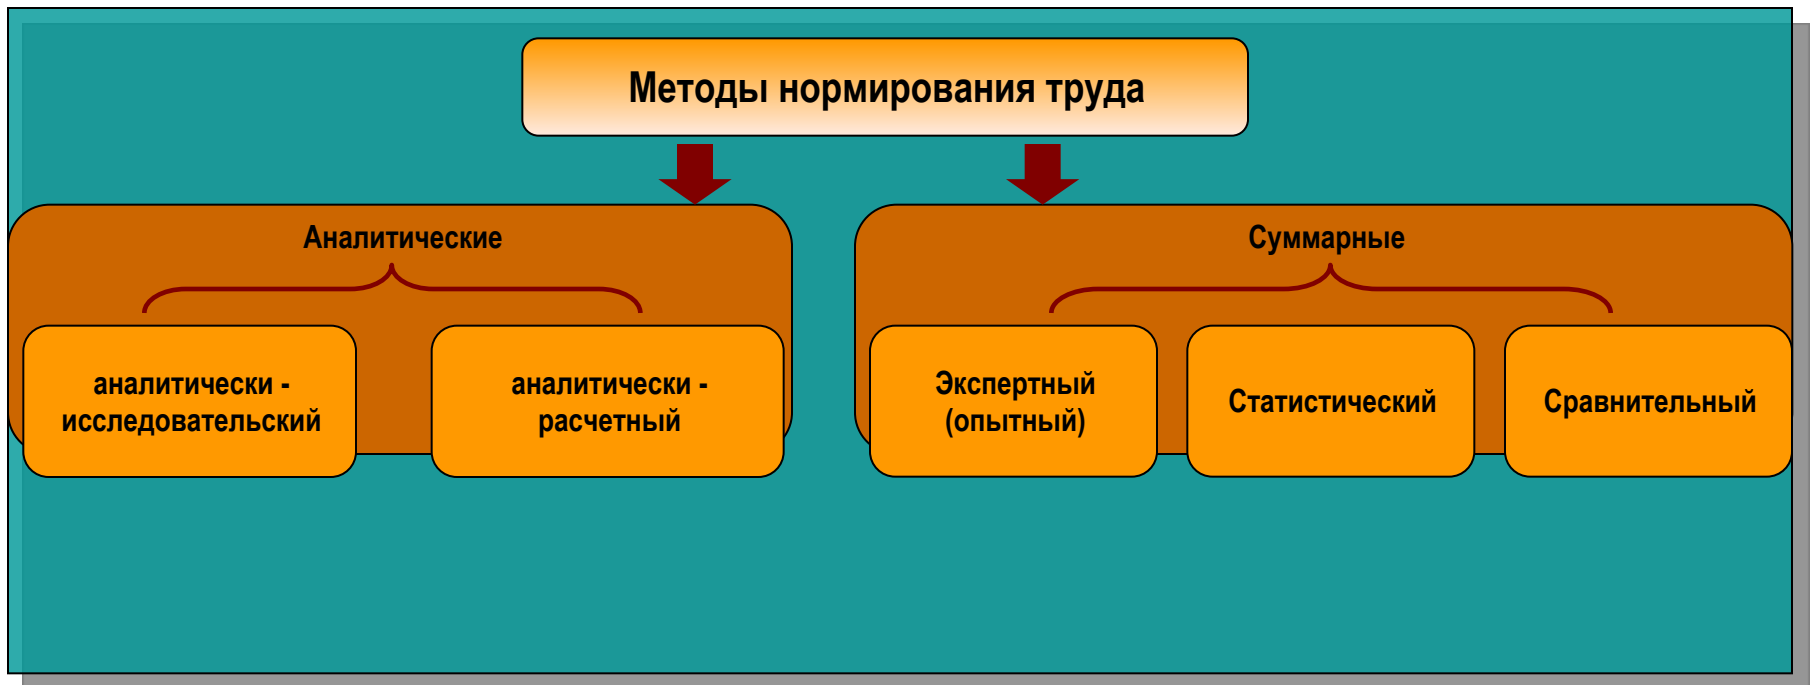 Методы нормирования труда
Аналитические
аналитически -
исследовательский
аналитически -
расчетный
Суммарные
Экспертный
(опытный)
Статистический
Сравнительный